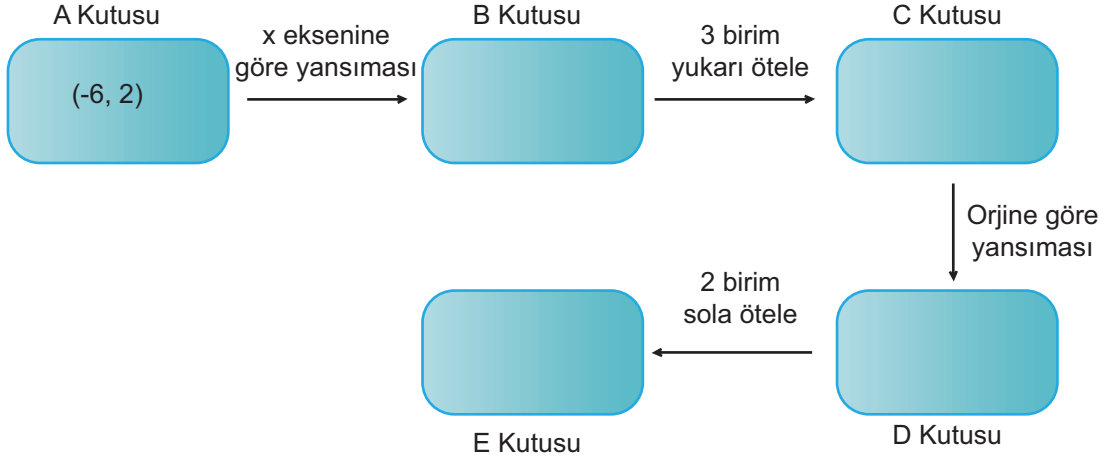 A Kutusu
(-6, 2)
x eksenine
göre yansıması
B Kutusu
3 birim
yukarı ötele
C Kutusu
Orjine göre
yansıması
D Kutusu
2 birim
sola ötele
E Kutusu